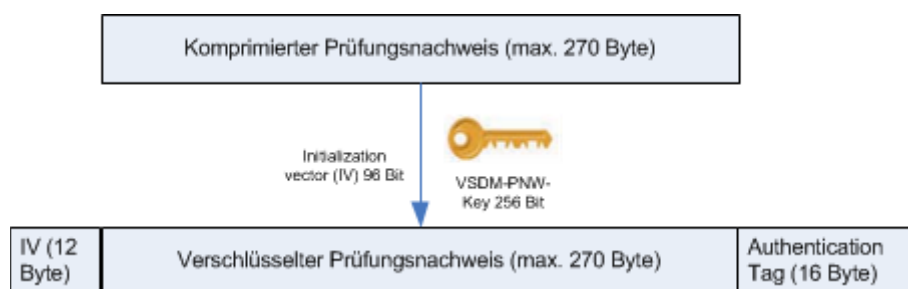 Komprimierter Prüfungsnachweis (max. 270 Byte)
Initialization
vector (IV) 96 Bit
VSDM-PNW-
Key 256 Bit
IV (12
Byte)
Verschlüsselter Prüfungsnachweis (max. 270 Byte)
Authentication
Tag (16 Byte)